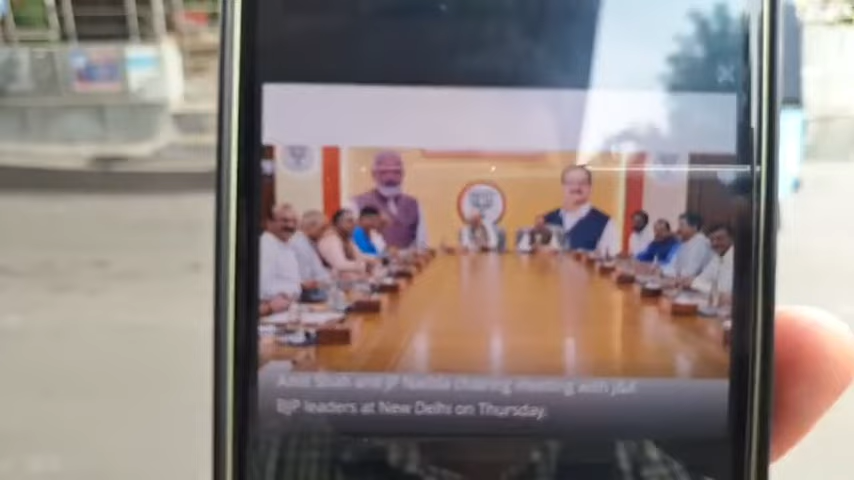 Amit Shah and JP Nadda chairing meeting with J&K
BJP leaders at New Delhi on Thursday.